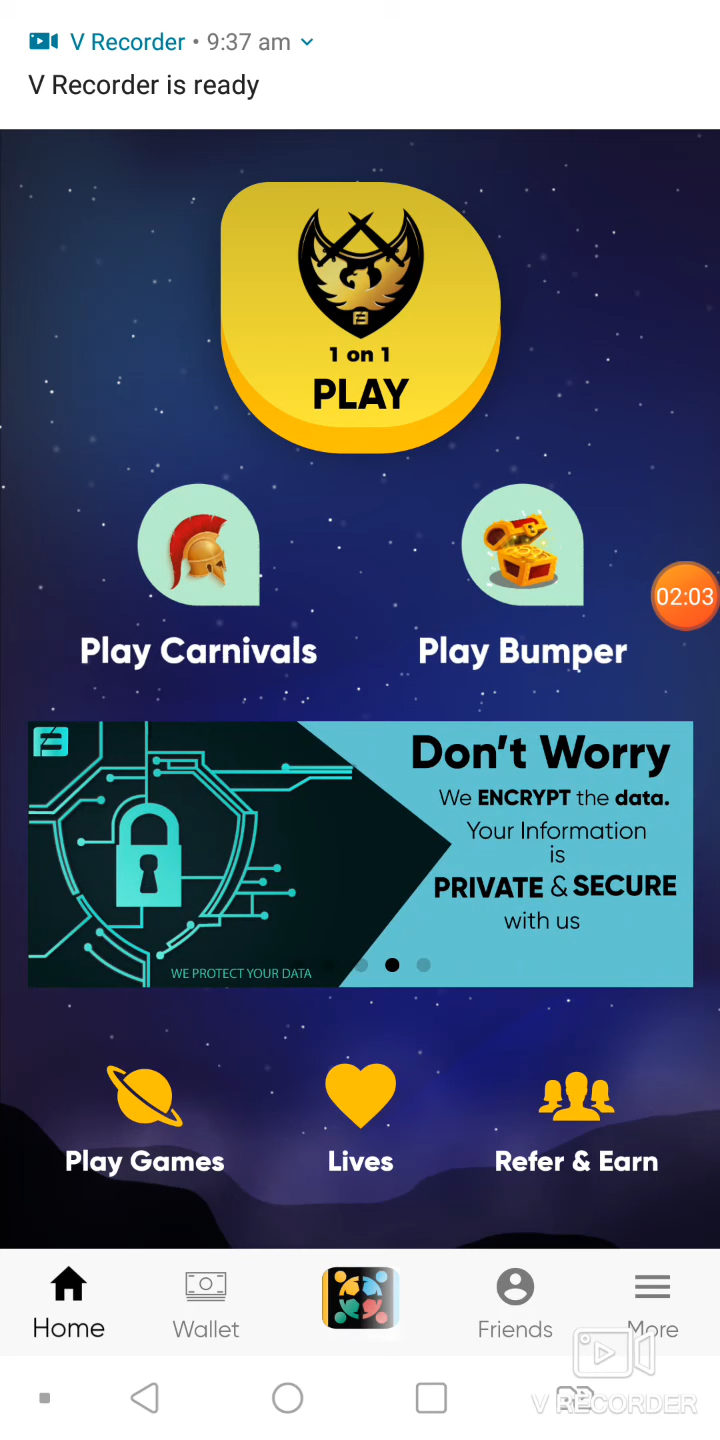 V Recorder • 9:37 am
V Recorder is ready
1 on 1
PLAY
02:03
Play Carnivals
Play Bumper
Don't Worry
We ENCRYPT the data.
Your Information
is
PRIVATE & SECURE
with us
WE PROTECT YOUR DATA
Play Games
Lives
Refer & Earn
Home
Wallet
Friends
More
V RECORDER